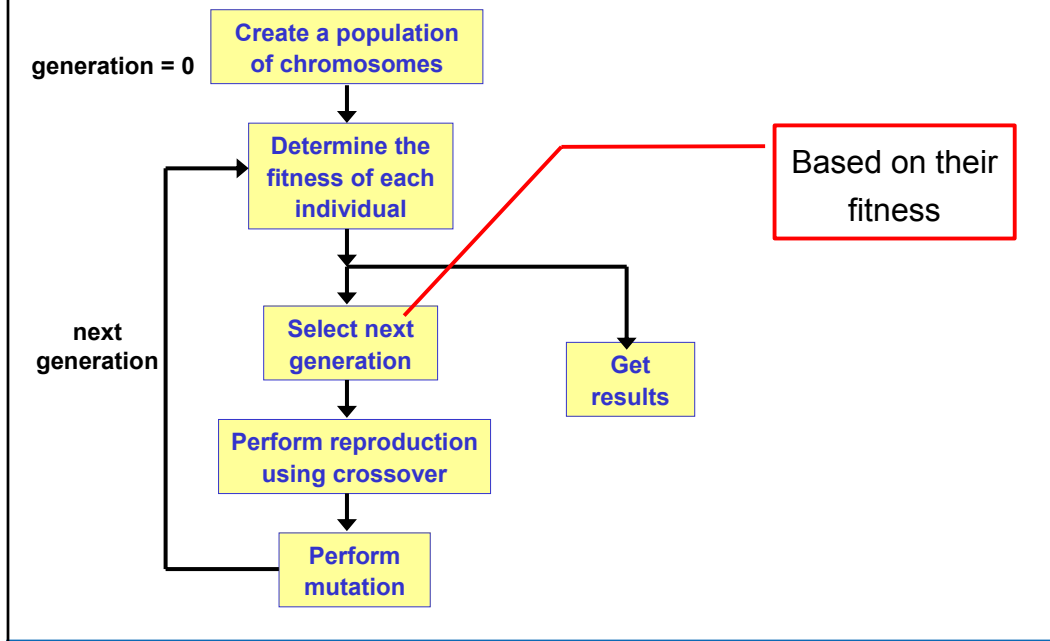 generation = 0
Create a population
of chromosomes
Determine the
fitness of each
individual
Based on their
fitness
Select next
generation
next
generation
Get
results
Perform reproduction
using crossover
Perform
mutation